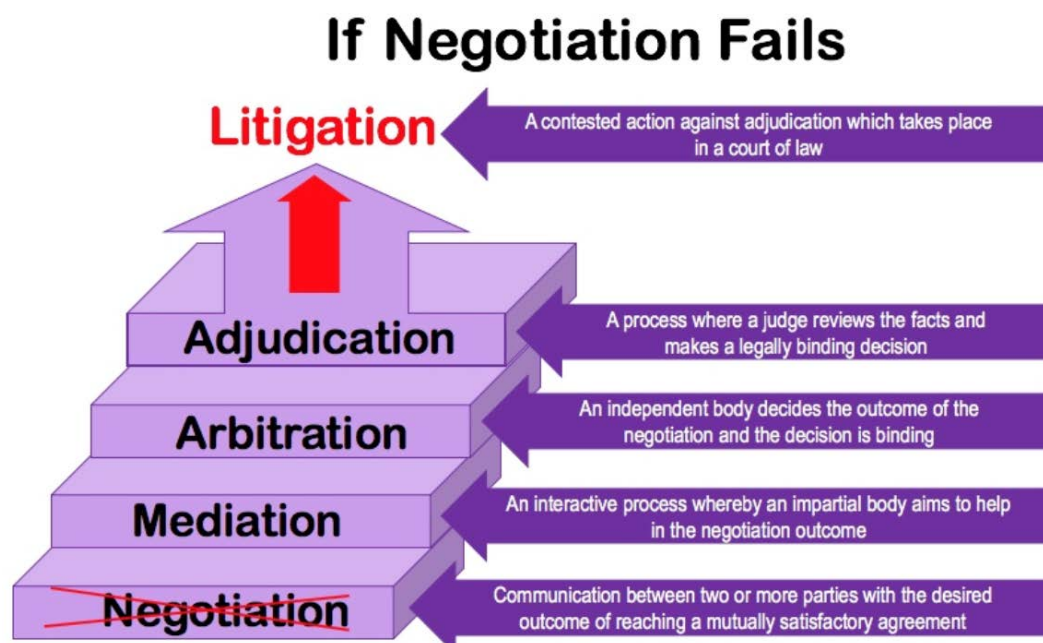 If Negotiation Fails
Litigation
A contested action against adjudication which takes place
in a court of law
Adjudication
A process where a judge reviews the facts and
makes a legally binding decision
Arbitration
An independent body decides the outcome of the
negotiation and the decision is binding
Mediation
An interactive process whereby an impartial body aims to help
in the negotiation outcome
Negotiation
Communication between two or more parties with the desired
outcome of reaching a mutually satisfactory agreement